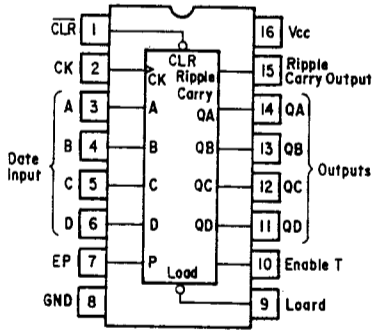 CLR 1 16 Vcc
CK 2 CK CLR Ripple Carry 15 Ripple Carry Output
A 3 A QA 14 QA
B 4 B QB 13 QB
Date Input
C 5 C QC 12 QC
Outputs
D 6 D QD 11 QD
EP 7 P 10 Enable T
GND 8 Load 9 Loard